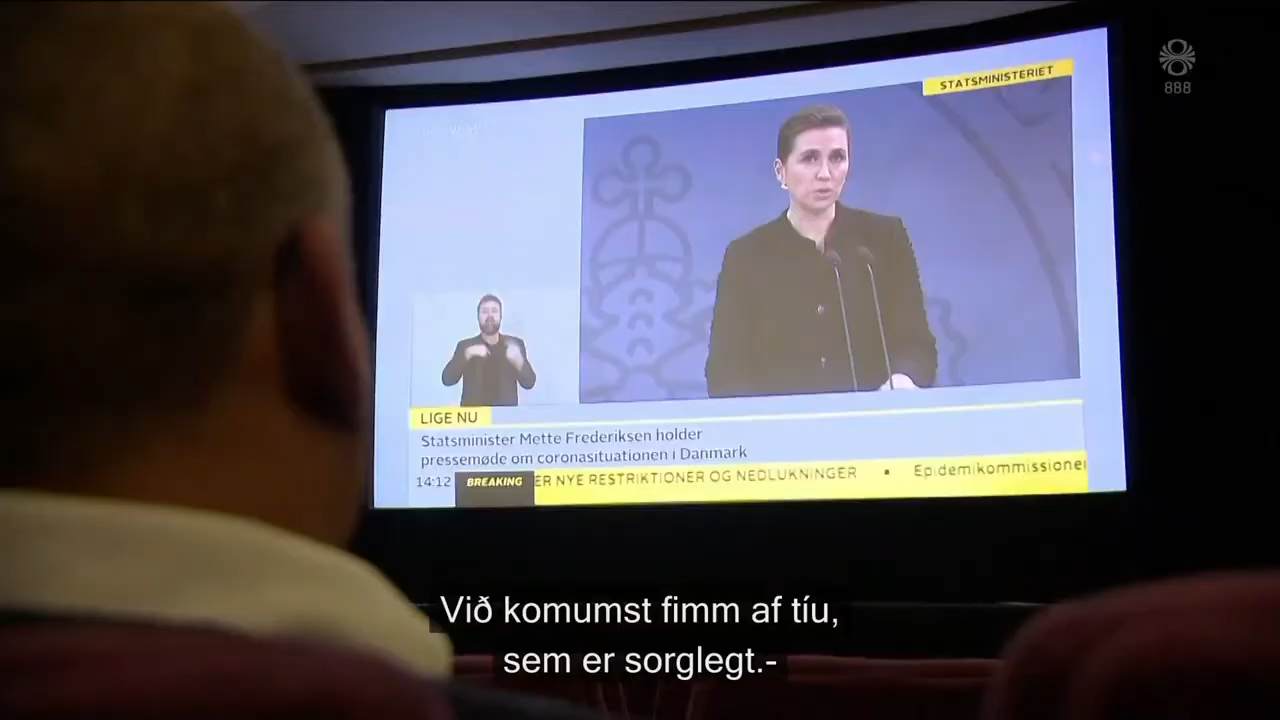 888
STATSMINISTERIET
LIGE NU
Statsminister Mette Frederiksen holder
pressemøde om coronasituationen i Danmark
14:12 BREAKING ER NYE RESTRIKTIONER OG NEDLUKNINGER ▪ Epidemikommissionen
Við komumst fimm af tíu,
sem er sorglegt.-